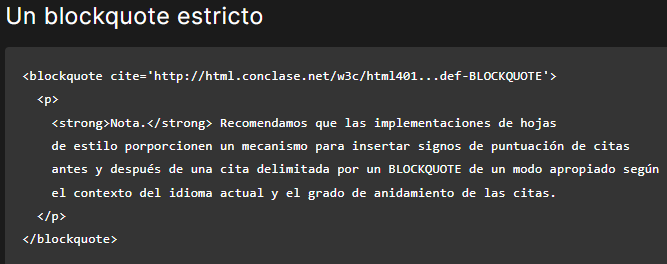 Un blockquote estricto
<blockquote cite='http://html.conclase.net/w3c/html401...def-BLOCKQUOTE'>
<p>
<strong>Nota.</strong> Recomendamos que las implementaciones de hojas
de estilo porporcionen un mecanismo para insertar signos de puntuación de citas
antes y después de una cita delimitada por un BLOCKQUOTE de un modo apropiado según
el contexto del idioma actual y el grado de anidamiento de las citas.
</p>
</blockquote>